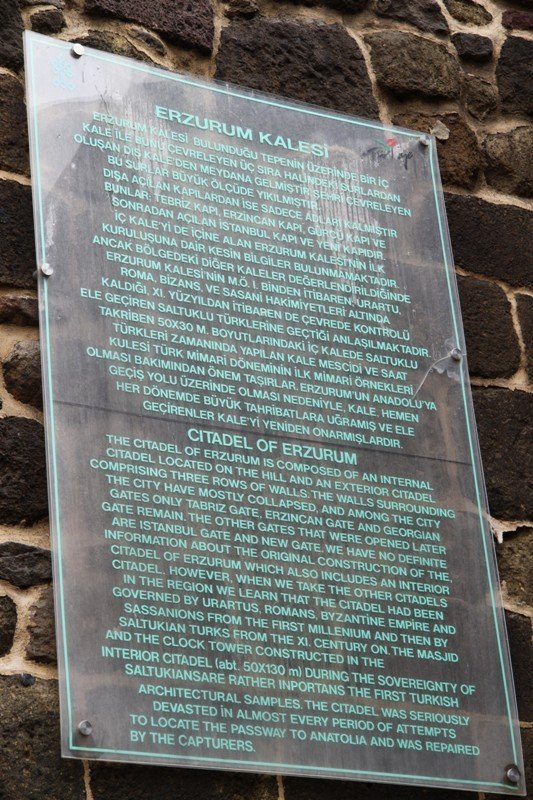 ERZURUM KALESİ
ERZURUM KALESİ BULUNDUĞU TEPENİN ÜZERİNDE BİR İÇ
KALE İLE BUNU ÇEVRELEYEN ÜÇ SIRA HALİNDEKİ SURLARDAN
OLUŞAN DIŞ KALE'DEN MEYDANA GELMİŞTİR. ŞEHRİ ÇEVRELEYEN
BU SURLAR BÜYÜK ÖLÇÜDE YIKILMIŞTIR.
DIŞA AÇILAN KAPILARDAN İSE SADECE ADLARI KALMIŞTIR
BUNLAR; TEBRİZ KAPI, ERZİNCAN KAPI, GÜRCÜ KAPI VE
SONRADAN AÇILAN İSTANBUL KAPI VE YENİ KAPIDIR.
İÇ KALE'Yİ DE İÇİNE ALAN ERZURUM KALESİ'NİN İLK
KURULUŞUNA DAİR KESİN BİLGİLER BULUNMAMAKTADIR.
ANCAK BÖLGEDEKİ DİĞER KALELER DEĞERLENDİRİLDİĞİNDE
ERZURUM KALESİ'NİN M.Ö. I. BİNDEN İTİBAREN, URARTU,
ROMA, BİZANS, VE SASANİ HAKİMİYETLERİ ALTINDA
KALDIĞI, XI. YÜZYILDAN İTİBAREN DE ÇEVREDE KONTROLÜ
ELE GEÇİREN SALTUKLU TÜRKLERİNE GEÇTİĞİ ANLAŞILMAKTADIR.
TAKRİBEN 50X30 M. BOYUTLARINDAKİ İÇ KALEDE SALTUKLU
TÜRKLERİ ZAMANINDA YAPILAN KALE MESCİDİ VE SAAT
KULESİ TÜRK MİMARİ DÖNEMİNİN İLK MİMARİ ÖRNEKLERİ
OLMASI BAKIMINDAN ÖNEM TAŞIRLAR. ERZURUM'UN ANADOLU'YA
GEÇİŞ YOLU ÜZERİNDE OLMASI NEDENİYLE, KALE, HEMEN
HER DÖNEMDE BÜYÜK TAHRİBATLARA UĞRAMIŞ VE ELE
GEÇİRENLER KALE'Yİ YENİDEN ONARMIŞLARDIR.
CITADEL OF ERZURUM
THE CITADEL OF ERZURUM IS COMPOSED OF AN INTERNAL
CITADEL LOCATED ON THE HILL AND AN EXTERIOR CITADEL
COMPRISING THREE ROWS OF WALLS. THE WALLS SURROUNDING
THE CITY HAVE MOSTLY COLLAPSED, AND AMONG THE CITY
GATES ONLY TABRIZ GATE, ERZINCAN GATE AND GEORGIAN
GATE REMAIN. THE OTHER GATES THAT WERE OPENED LATER
ARE ISTANBUL GATE AND NEW GATE. WE HAVE NO DEFINITE
INFORMATION ABOUT THE ORIGINAL CONSTRUCTION OF THE,
CITADEL OF ERZURUM WHICH ALSO INCLUDES AN INTERIOR
CITADEL. HOWEVER, WHEN WE TAKE THE OTHER CITADELS
IN THE REGION WE LEARN THAT THE CITADEL HAD BEEN
GOVERNED BY URARTUS, ROMANS, BYZANTİNE EMPİRE AND
SASSANIONS FROM THE FIRST MILLENIUM AND THEN BY
SALTUKIAN TURKS FROM THE XI. CENTURY ON. THE MASJID
AND THE CLOCK TOWER CONSTRUCTED IN THE
INTERIOR CITADEL (abt. 50X130 m) DURING THE SOVEREIGNTY OF
SALTUKIANSARE RATHER INPORTANS THE FIRST TURKISH
ARCHITECTURAL SAMPLES. THE CITADEL WAS SERIOUSLY
DEVASTED IN ALMOST EVERY PERIOD OF ATTEMPTS
TO LOCATE THE PASSWAY TO ANATOLIA AND WAS REPAIRED
BY THE CAPTURERS.